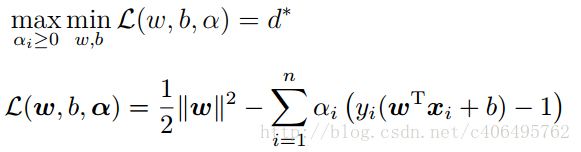 max min 𝓛(w, b, α) = d*
αᵢ≥0 w,b
𝓛(w, b, α) = 1/2 ‖w‖² − ∑ᵢ₌₁ⁿ αᵢ (yᵢ(wᵀxᵢ + b) − 1)
http://blog.csdn.net/c406495762